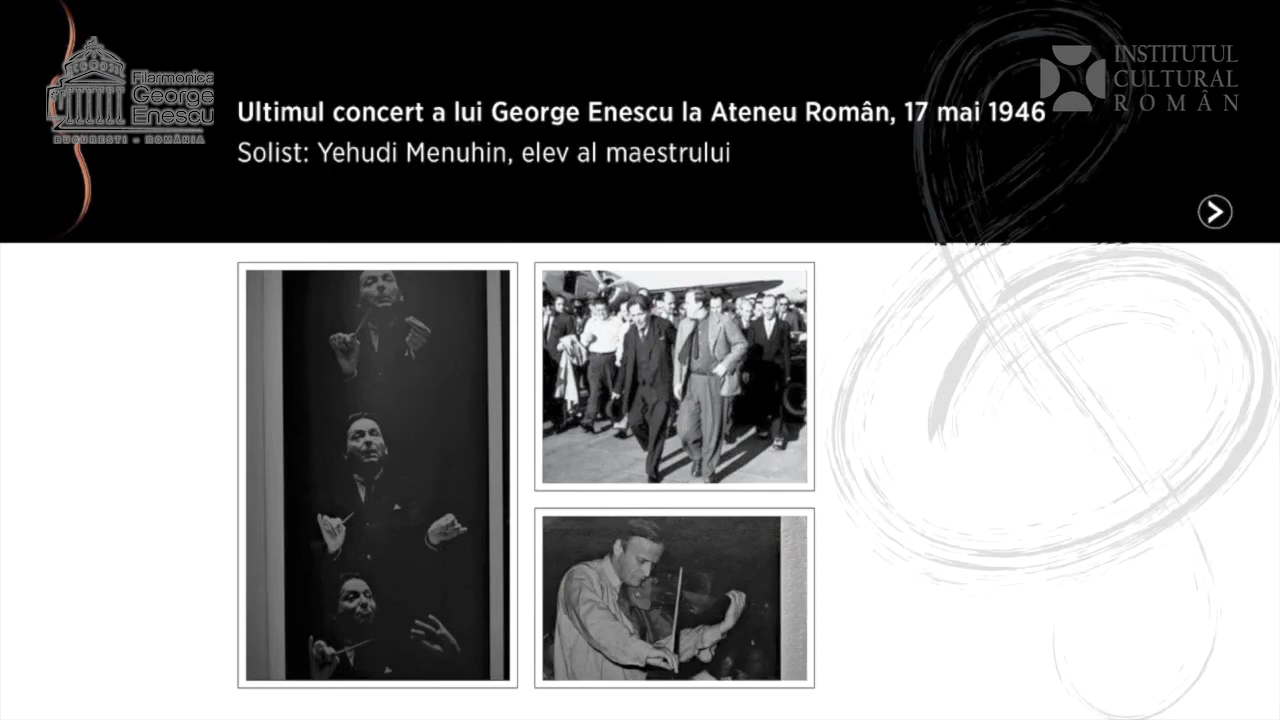 Filarmonica
George
Enescu
BUCUREȘTI – ROMÂNIA
Ultimul concert a lui George Enescu la Ateneu Român, 17 mai 1946
Solist: Yehudi Menuhin, elev al maestrului
INSTITUTUL
CULTURAL
ROMÂN